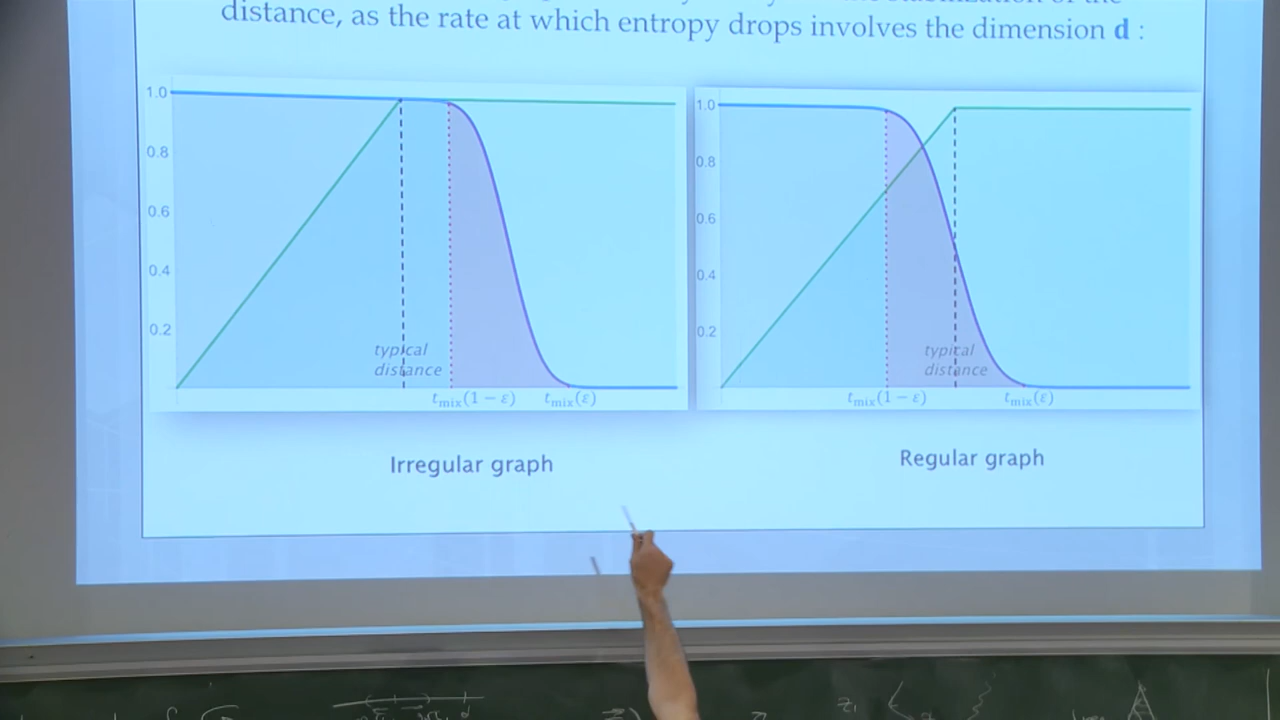 distance, as the rate at which entropy drops involves the dimension d :
1.0
0.8
0.6
0.4
0.2
typical
distance
t_mix(1 − ε) t_mix(ε)
Irregular graph
1.0
0.8
0.6
0.4
0.2
typical
distance
t_mix(1 − ε) t_mix(ε)
Regular graph